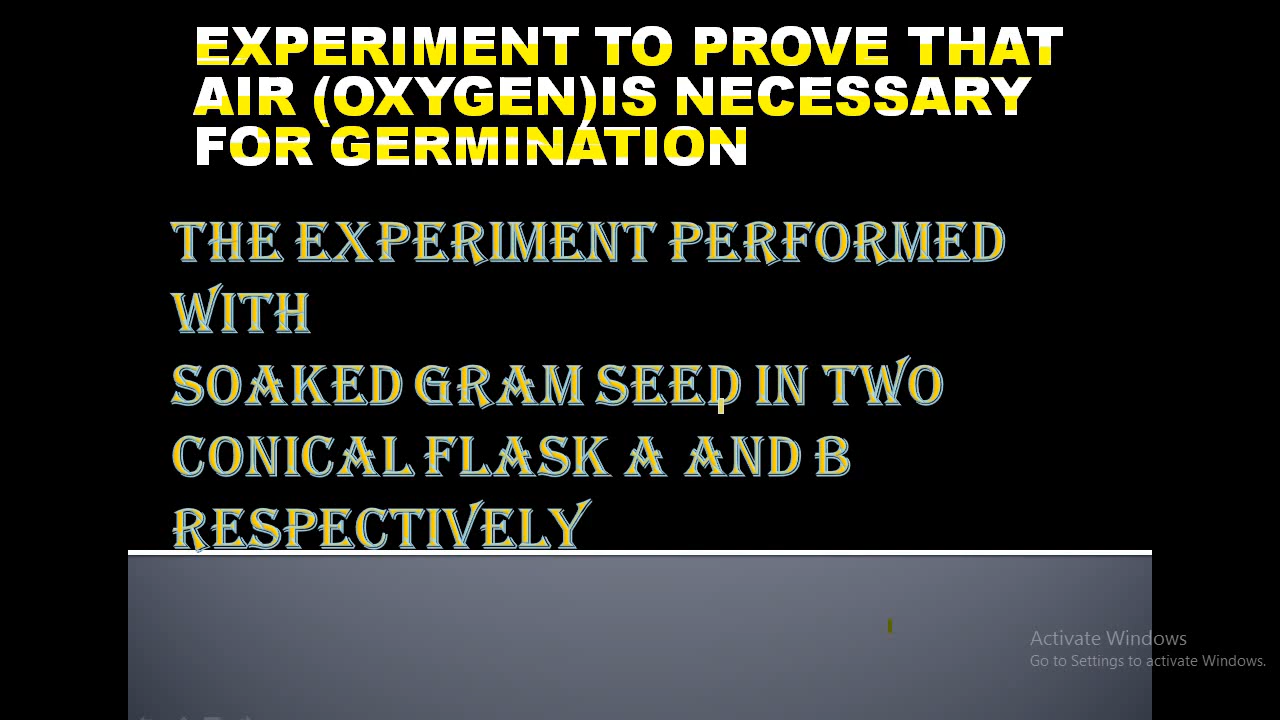 EXPERIMENT TO PROVE THAT
AIR (OXYGEN)IS NECESSARY
FOR GERMINATION
THE EXPERIMENT PERFORMED
WITH
SOAKED GRAM SEED IN TWO
CONICAL FLASK A AND B
RESPECTIVELY
Activate Windows
Go to Settings to activate Windows.